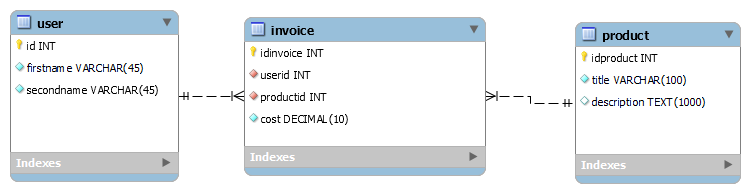 user
id INT
firstname VARCHAR(45)
secondname VARCHAR(45)
Indexes
invoice
idinvoice INT
userid INT
productid INT
cost DECIMAL(10)
Indexes
product
idproduct INT
title VARCHAR(100)
description TEXT(1000)
Indexes